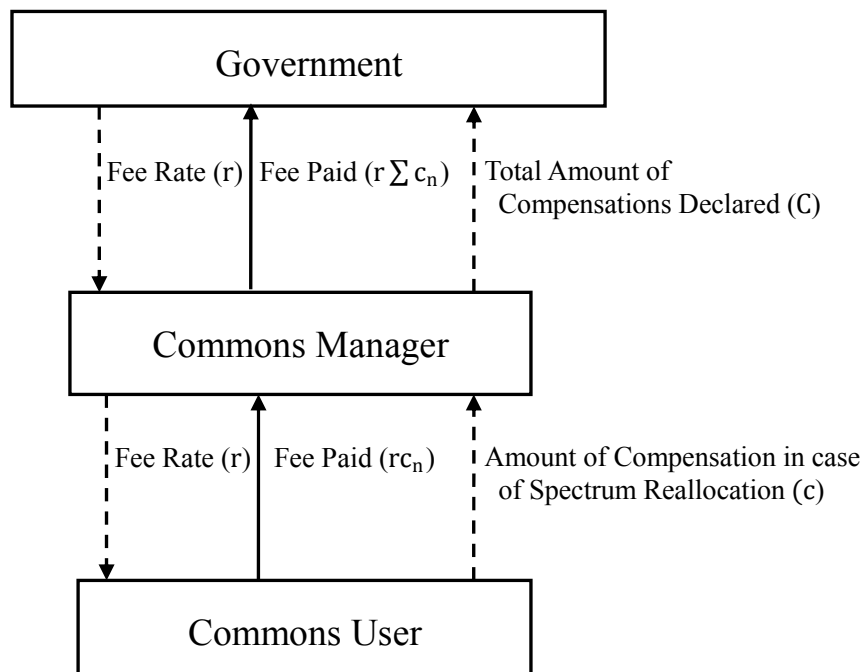 Government
Fee Rate (r)
Fee Paid (r ∑ cₙ)
Total Amount of
Compensations Declared (C)
Commons Manager
Fee Rate (r)
Fee Paid (rcₙ)
Amount of Compensation in case
of Spectrum Reallocation (c)
Commons User